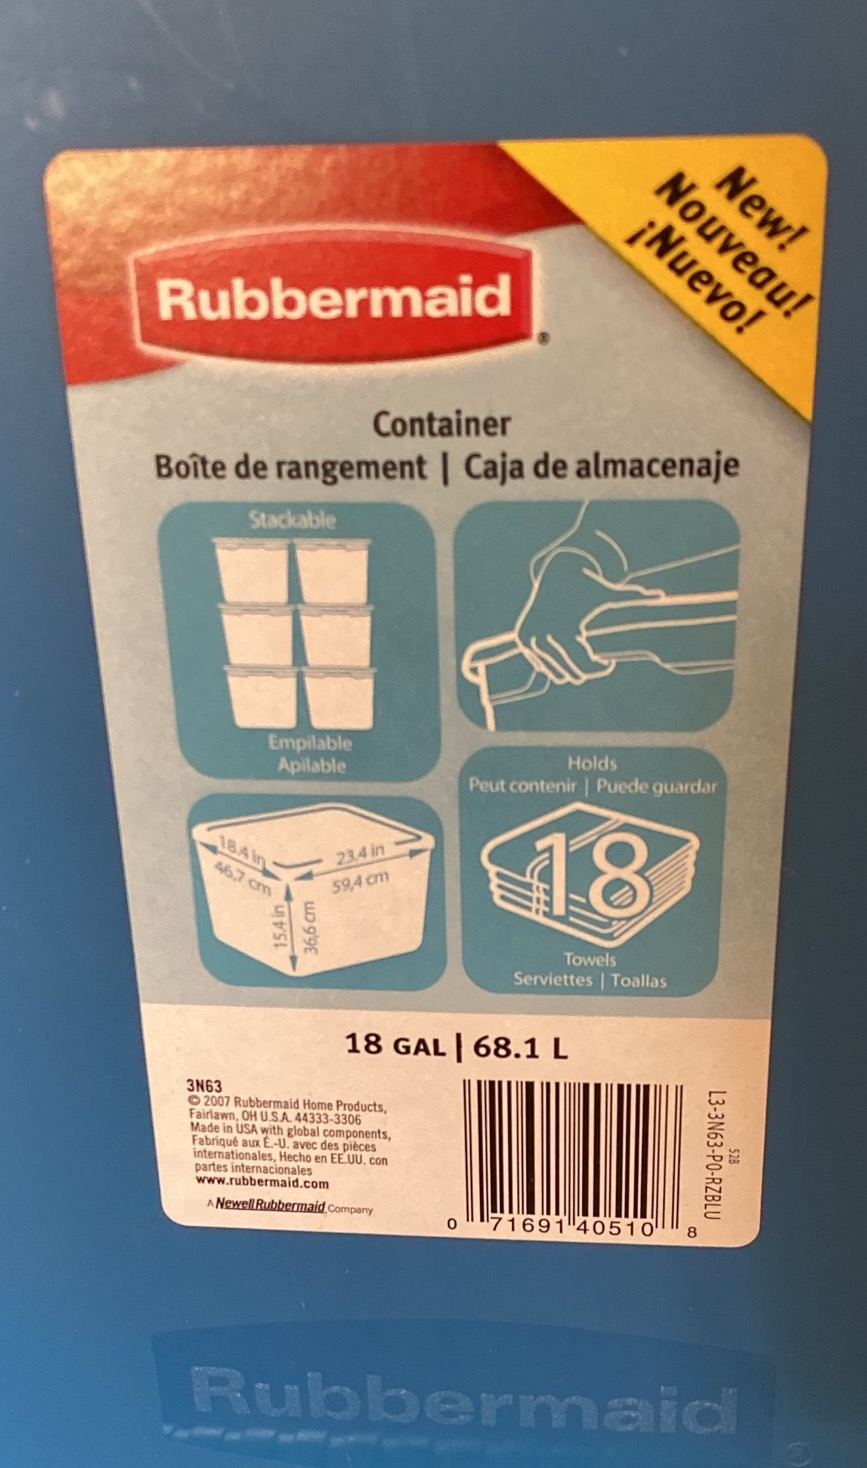 New!
Nouveau!
¡Nuevo!
Rubbermaid®
Container
Boîte de rangement | Caja de almacenaje
Stackable
Empilable
Apilable
Holds
Peut contenir | Puede guardar
18
Towels
Serviettes | Toallas
18.4 in
46,7 cm
23.4 in
59,4 cm
15.4 in
36,6 cm
18 GAL | 68.1 L
3N63
© 2007 Rubbermaid Home Products,
Fairlawn, OH U.S.A. 44333-3306
Made in USA with global components,
Fabriqué aux É.-U. avec des pièces
internationales, Hecho en EE.UU. con
partes internacionales
www.rubbermaid.com
A NewellRubbermaid Company
0 71691 40510 8
L3-3N63-P0-RZBLU
528
Rubbermaid